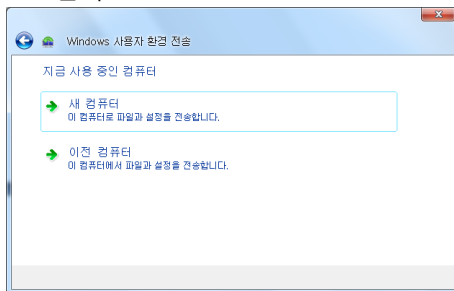 Windows 사용자 환경 전송
지금 사용 중인 컴퓨터
새 컴퓨터
이 컴퓨터로 파일과 설정을 전송합니다.
이전 컴퓨터
이 컴퓨터에서 파일과 설정을 전송합니다.